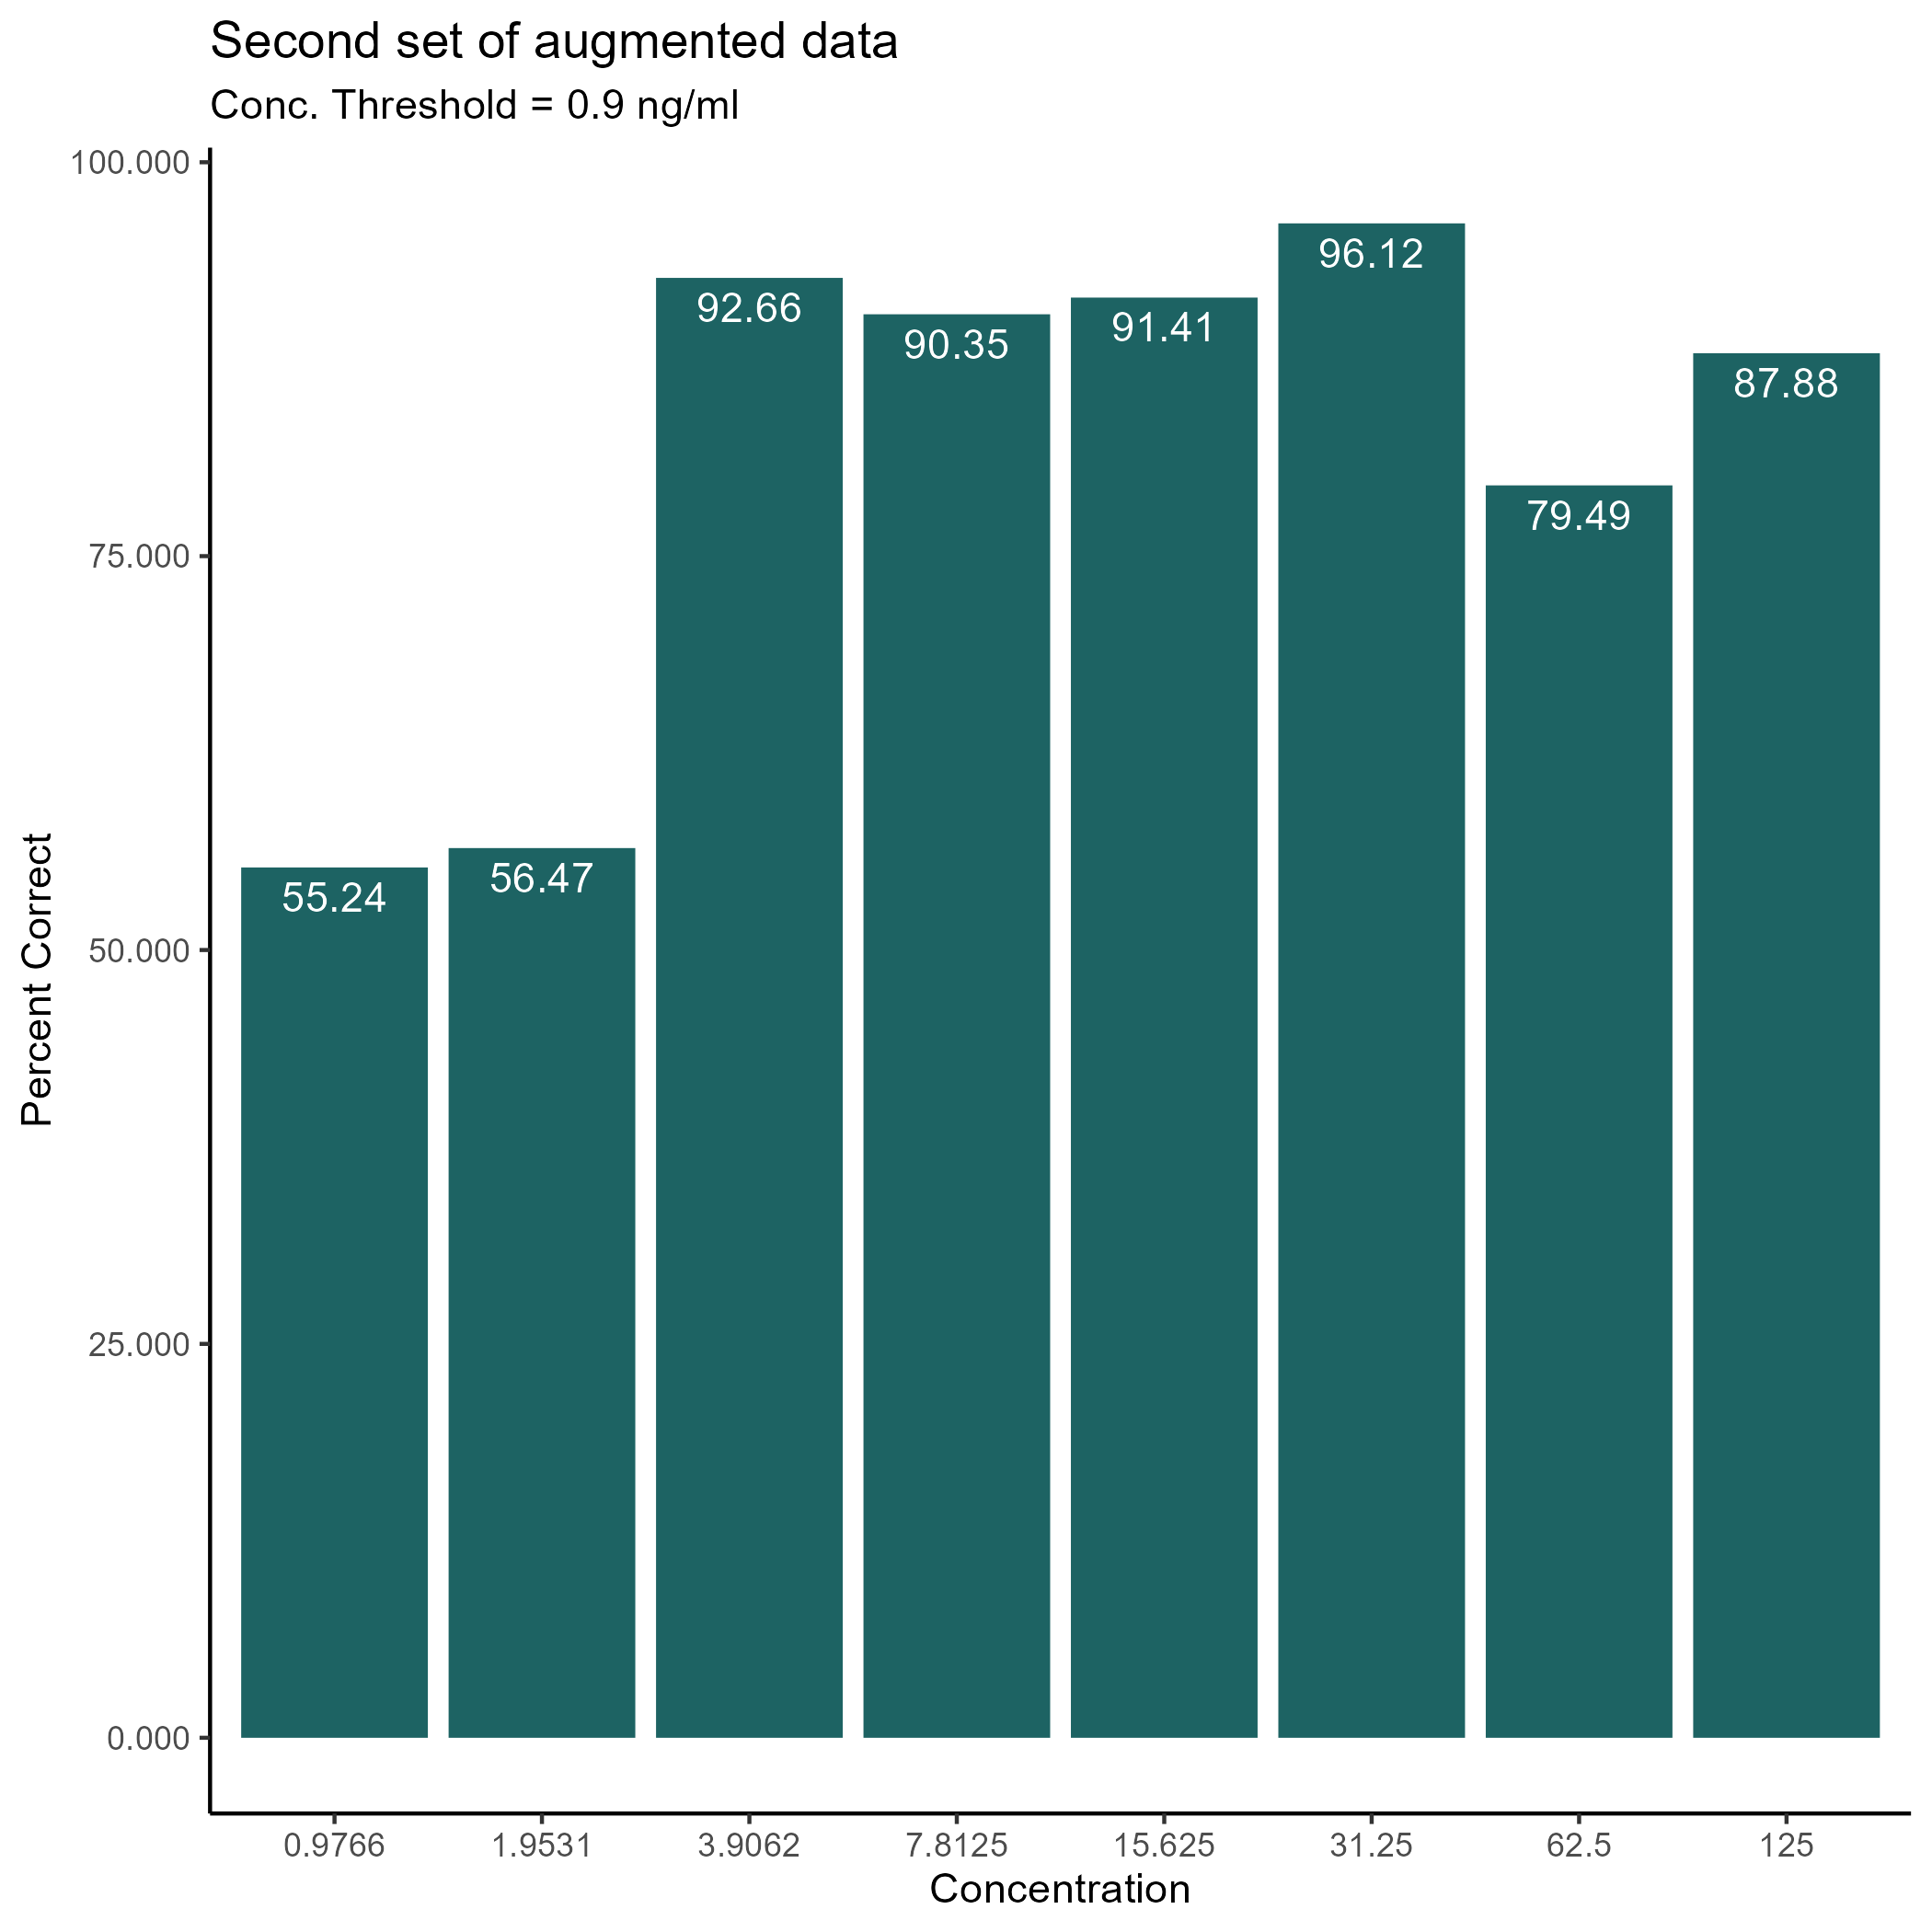 Second set of augmented data
Conc. Threshold = 0.9 ng/ml
100.000
75.000
50.000
25.000
0.000
Percent Correct
55.24
56.47
92.66
90.35
91.41
96.12
79.49
87.88
0.9766 1.9531 3.9062 7.8125 15.625 31.25 62.5 125
Concentration